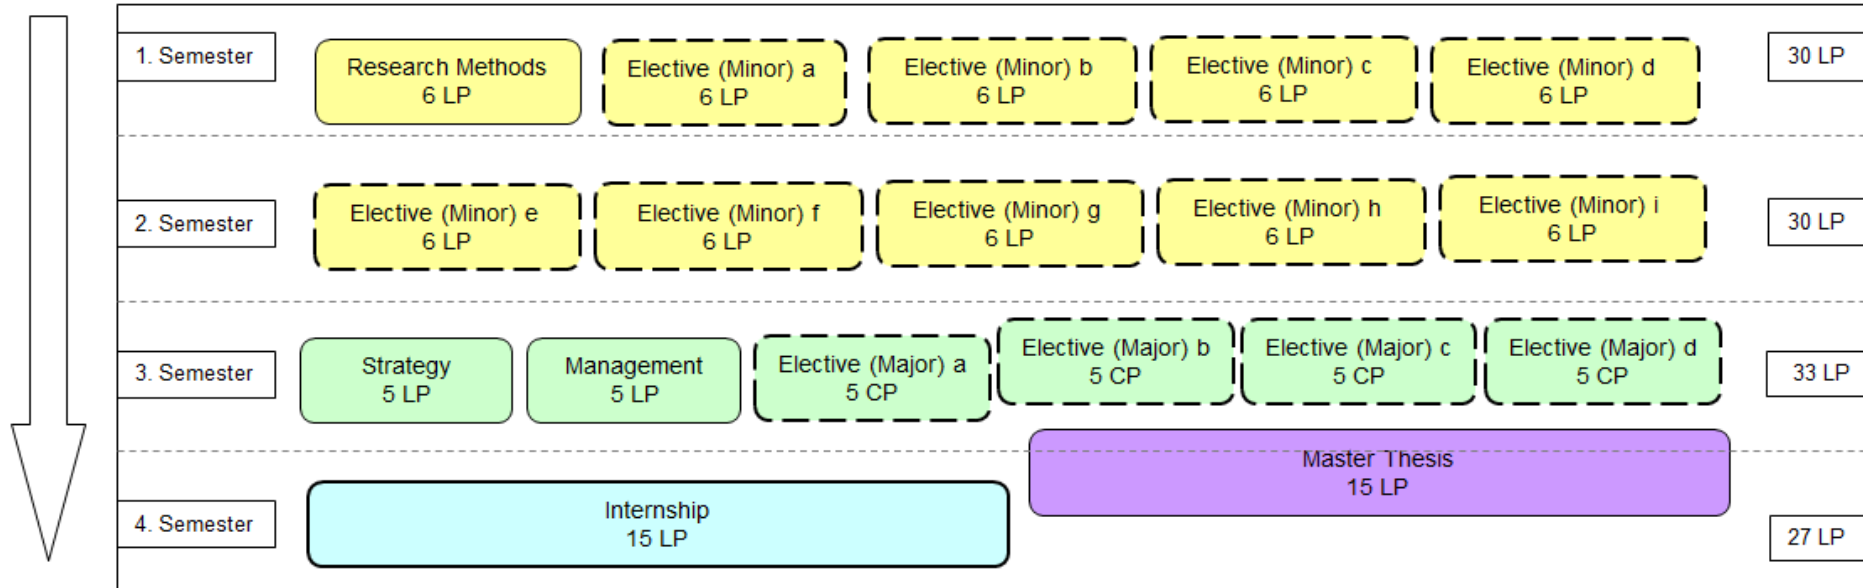 1. Semester
Research Methods
6 LP
Elective (Minor) a
6 LP
Elective (Minor) b
6 LP
Elective (Minor) c
6 LP
Elective (Minor) d
6 LP
30 LP
2. Semester
Elective (Minor) e
6 LP
Elective (Minor) f
6 LP
Elective (Minor) g
6 LP
Elective (Minor) h
6 LP
Elective (Minor) i
6 LP
30 LP
3. Semester
Strategy
5 LP
Management
5 LP
Elective (Major) a
5 CP
Elective (Major) b
5 CP
Elective (Major) c
5 CP
Elective (Major) d
5 CP
33 LP
Master Thesis
15 LP
4. Semester
Internship
15 LP
27 LP